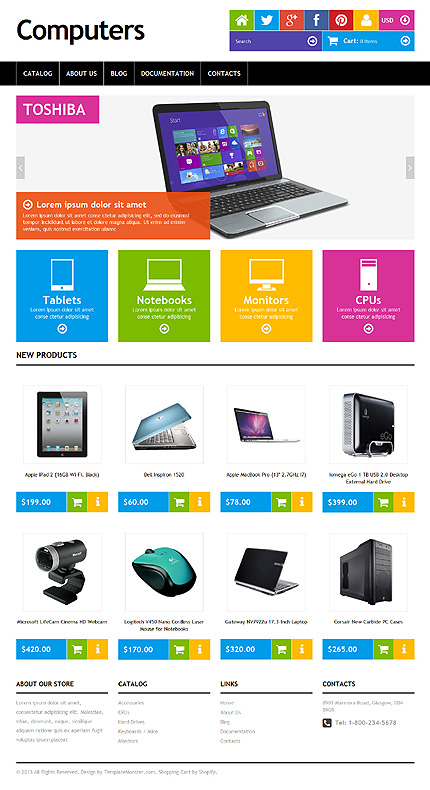 Computers
USD
Search
Cart: 0 Items
CATALOG ABOUT US BLOG DOCUMENTATION CONTACTS
TOSHIBA
Start
Lorem ipsum dolor sit amet
Lorem ipsum dolor sit amet, consectetur adipisicing elit, sed do eiusmod
tempor incididunt ut labore et dolore magna aliqua. Ut enim ad minim
veniam, quis nostrud exercitation ullamco
Tablets
Lorem ipsum dolor sit amet
conse ctetur adipisicing
Notebooks
Lorem ipsum dolor sit amet
conse ctetur adipisicing
Monitors
Lorem ipsum dolor sit amet
conse ctetur adipisicing
CPUs
Lorem ipsum dolor sit amet
conse ctetur adipisicing
NEW PRODUCTS
Apple iPad 2 (16GB Wi Fi, Black)
$199.00
Dell Inspiron 1520
$60.00
Apple MacBook Pro (13" 2.7GHz i7)
$78.00
Iomega eGo 1 TB USB 2.0 Desktop
External Hard Drive
$399.00
Microsoft LifeCam Cinema HD Webcam
$420.00
Logitech V450 Nano Cordless Laser
Mouse for Notebooks
$170.00
Gateway NV7922u 17.3-Inch Laptop
$320.00
Corsair New Carbide PC Cases
$265.00
ABOUT OUR STORE
Lorem ipsum dolor sit amet,
consectetur adipisicing elit. Molestiae,
vitae, deserunt, eaque, similique
aliquam ratione quis ex fugiat provident fugit
voluptas ipsam placeat.
CATALOG
Accessories
CPUs
Hard Drives
Keyboards / Mice
Monitors
LINKS
Home
About Us
Blog
Documentation
Contacts
CONTACTS
8901 Marmora Road, Glasgow, D04
89GR
Tel: 1-800-234-5678
© 2013 All Rights Reserved. Design by TemplateMonster.com. Shopping Cart by Shopify.